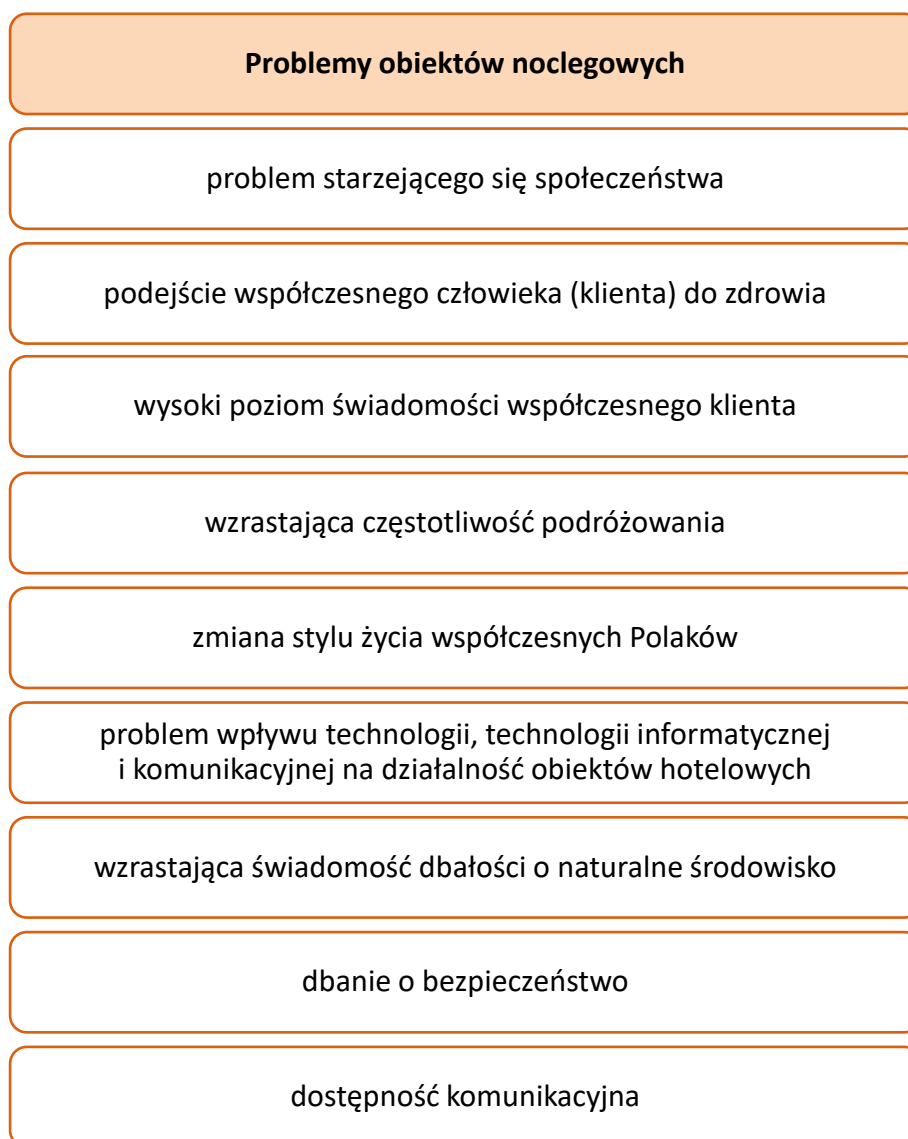 Problemy obiektów noclegowych
problem starzejącego się społeczeństwa
podejście współczesnego człowieka (klienta) do zdrowia
wysoki poziom świadomości współczesnego klienta
wzrastająca częstotliwość podróżowania
zmiana stylu życia współczesnych Polaków
problem wpływu technologii, technologii informatycznej
i komunikacyjnej na działalność obiektów hotelowych
wzrastająca świadomość dbałości o naturalne środowisko
dbanie o bezpieczeństwo
dostępność komunikacyjna